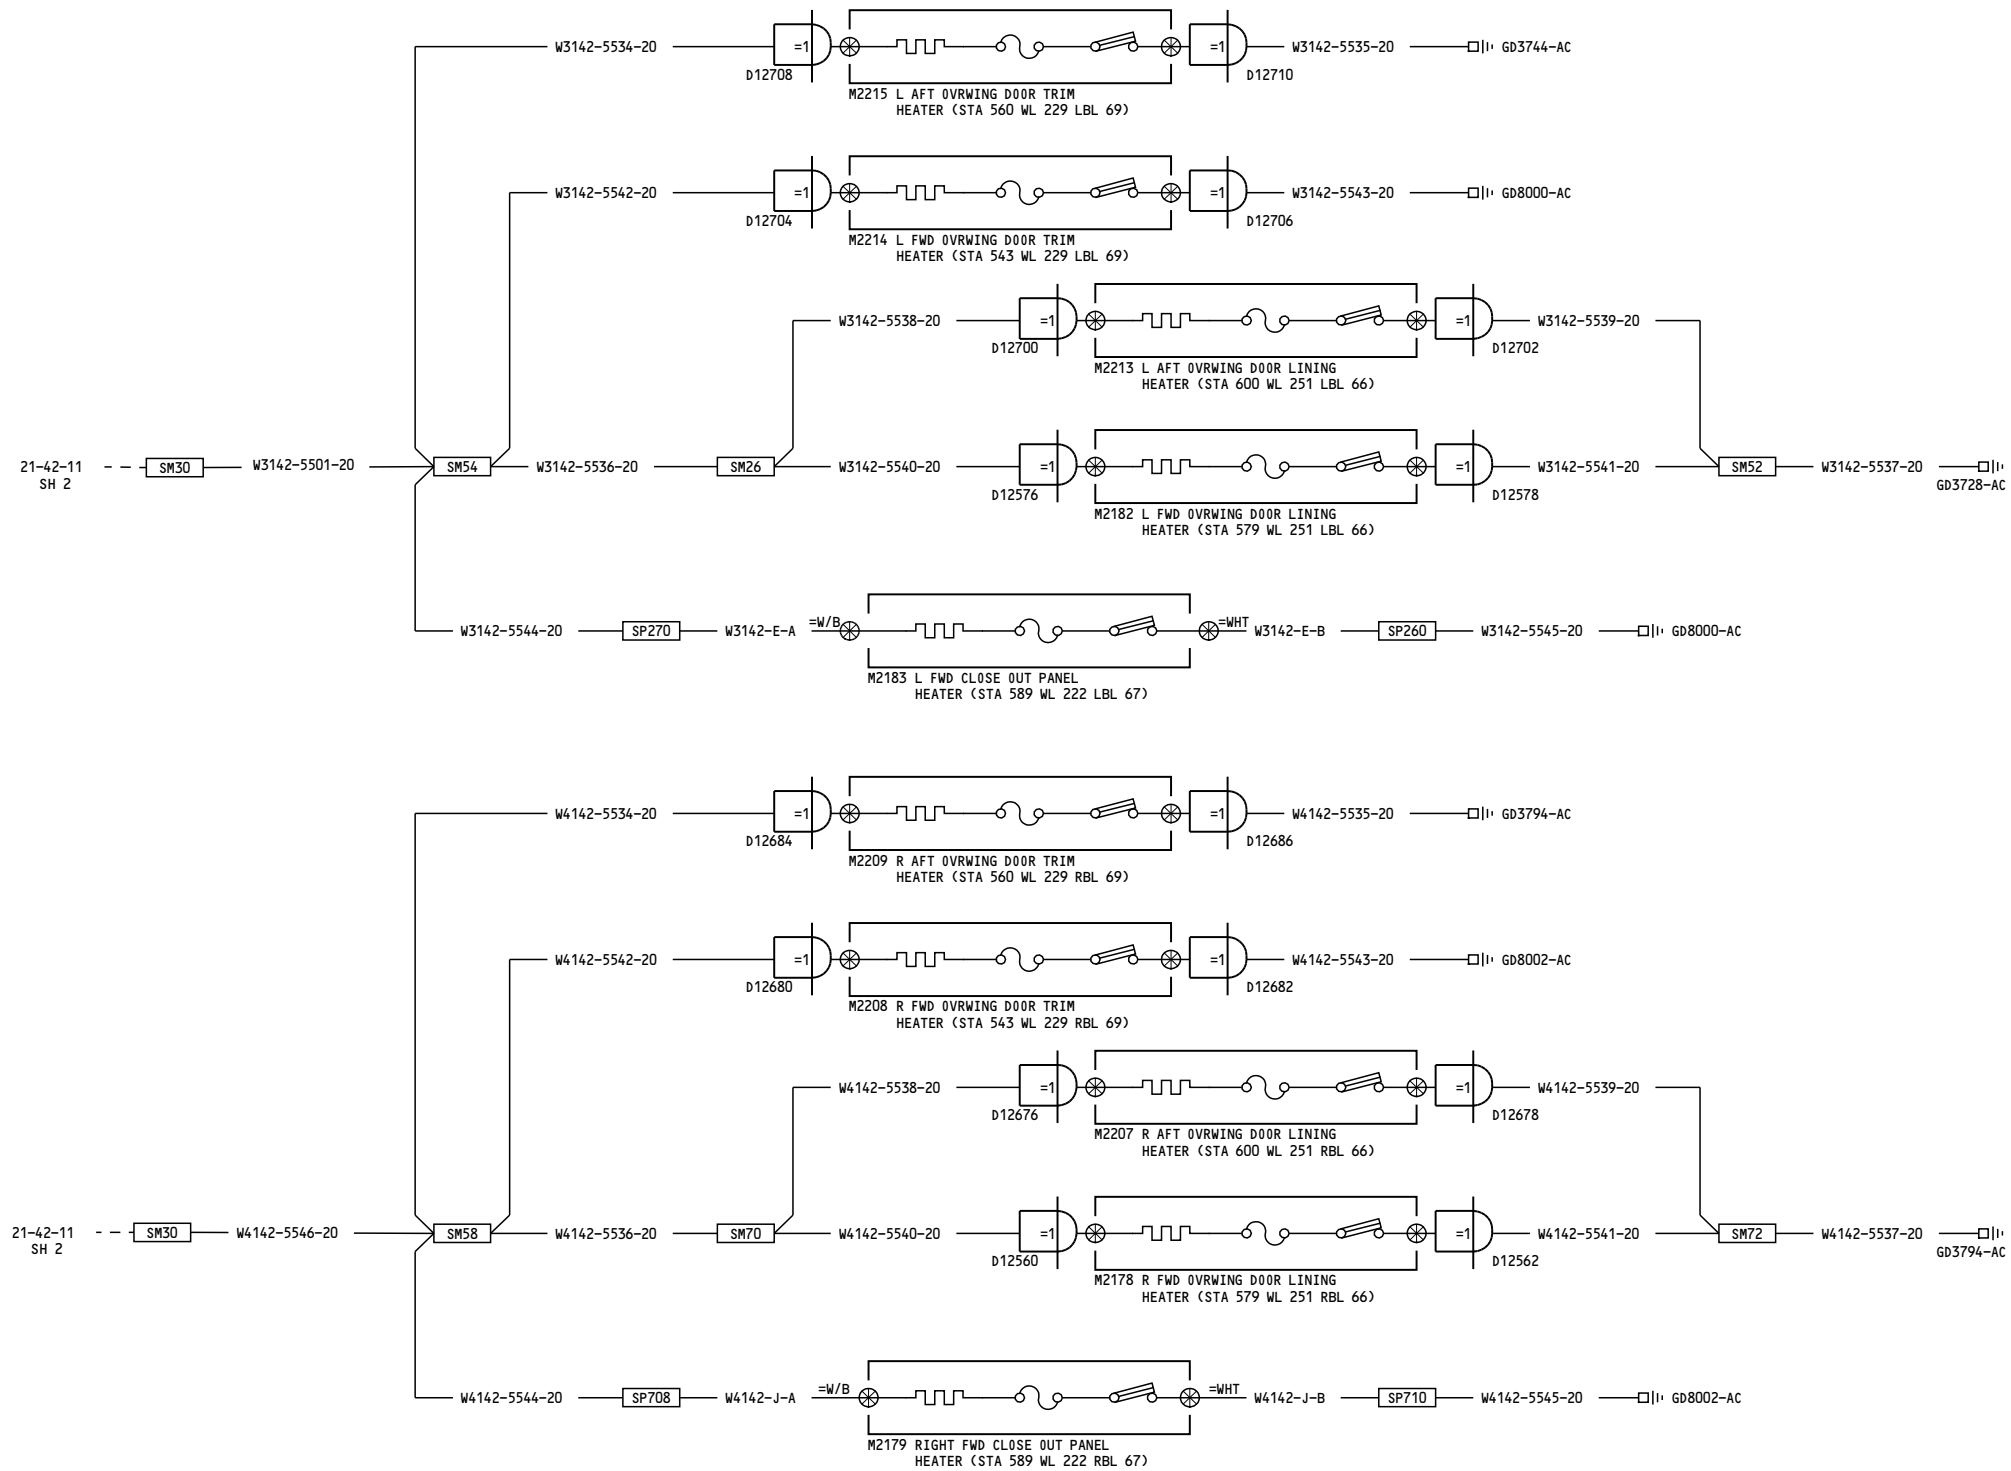 W3142-5534-20 =1 =1 W3142-5535-20 GD3744-AC
D12708 D12710
M2215 L AFT OVRWING DOOR TRIM
HEATER (STA 560 WL 229 LBL 69)
W3142-5542-20 =1 =1 W3142-5543-20 GD8000-AC
D12704 D12706
M2214 L FWD OVRWING DOOR TRIM
HEATER (STA 543 WL 229 LBL 69)
W3142-5538-20 =1 =1 W3142-5539-20
D12700 D12702
M2213 L AFT OVRWING DOOR LINING
HEATER (STA 600 WL 251 LBL 66)
21-42-11 SM30 W3142-5501-20 SM54 W3142-5536-20 SM26 W3142-5540-20 =1 =1 W3142-5541-20 SM52 W3142-5537-20
SH 2 GD3728-AC
D12576 D12578
M2182 L FWD OVRWING DOOR LINING
HEATER (STA 579 WL 251 LBL 66)
W3142-5544-20 SP270 W3142-E-A =W/B =WHT W3142-E-B SP260 W3142-5545-20 GD8000-AC
M2183 L FWD CLOSE OUT PANEL
HEATER (STA 589 WL 222 LBL 67)
W4142-5534-20 =1 =1 W4142-5535-20 GD3794-AC
D12684 D12686
M2209 R AFT OVRWING DOOR TRIM
HEATER (STA 560 WL 229 RBL 69)
W4142-5542-20 =1 =1 W4142-5543-20 GD8002-AC
D12680 D12682
M2208 R FWD OVRWING DOOR TRIM
HEATER (STA 543 WL 229 RBL 69)
W4142-5538-20 =1 =1 W4142-5539-20
D12676 D12678
M2207 R AFT OVRWING DOOR LINING
HEATER (STA 600 WL 251 RBL 66)
21-42-11 SM30 W4142-5546-20 SM58 W4142-5536-20 SM70 W4142-5540-20 =1 =1 W4142-5541-20 SM72 W4142-5537-20
SH 2 GD3794-AC
D12560 D12562
M2178 R FWD OVRWING DOOR LINING
HEATER (STA 579 WL 251 RBL 66)
W4142-5544-20 SP708 W4142-J-A =W/B =WHT W4142-J-B SP710 W4142-5545-20 GD8002-AC
M2179 RIGHT FWD CLOSE OUT PANEL
HEATER (STA 589 WL 222 RBL 67)